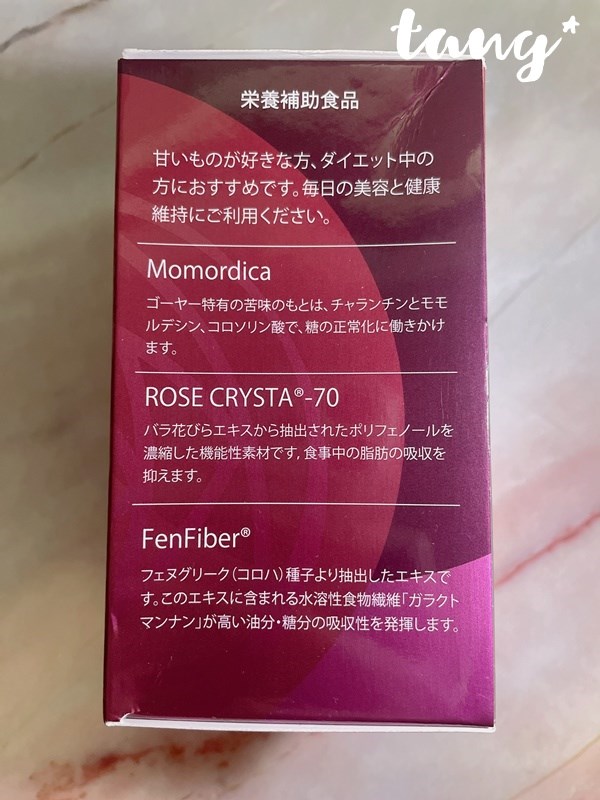 tang*
栄養補助食品
甘いものが好きな方、ダイエット中の
方におすすめです。毎日の美容と健康
維持にご利用ください。
Momordica
ゴーヤー特有の苦味のもとは、チャランチンとモモ
ルデシン、コロソリン酸で、糖の正常化に働きかけ
ます。
ROSE CRYSTA®-70
バラ花びらエキスから抽出されたポリフェノールを
濃縮した機能性素材です, 食事中の脂肪の吸収を
抑えます。
FenFiber®
フェヌグリーク（コロハ）種子より抽出したエキスで
す。このエキスに含まれる水溶性食物繊維「ガラクト
マンナン」が高い油分・糖分の吸収性を発揮します。